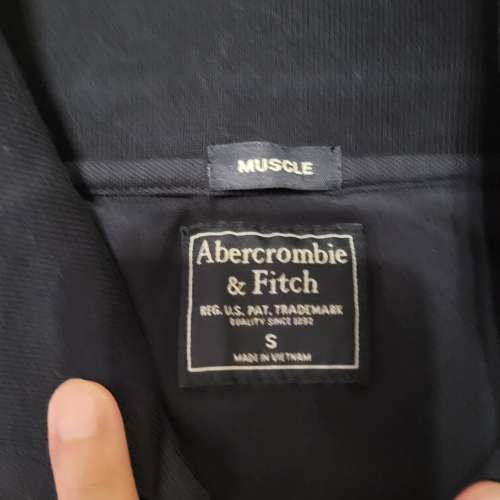 MUSCLE
Abercrombie
& Fitch
REG. U.S. PAT. TRADEMARK
QUALITY SINCE 1892
S
MADE IN VIETNAM